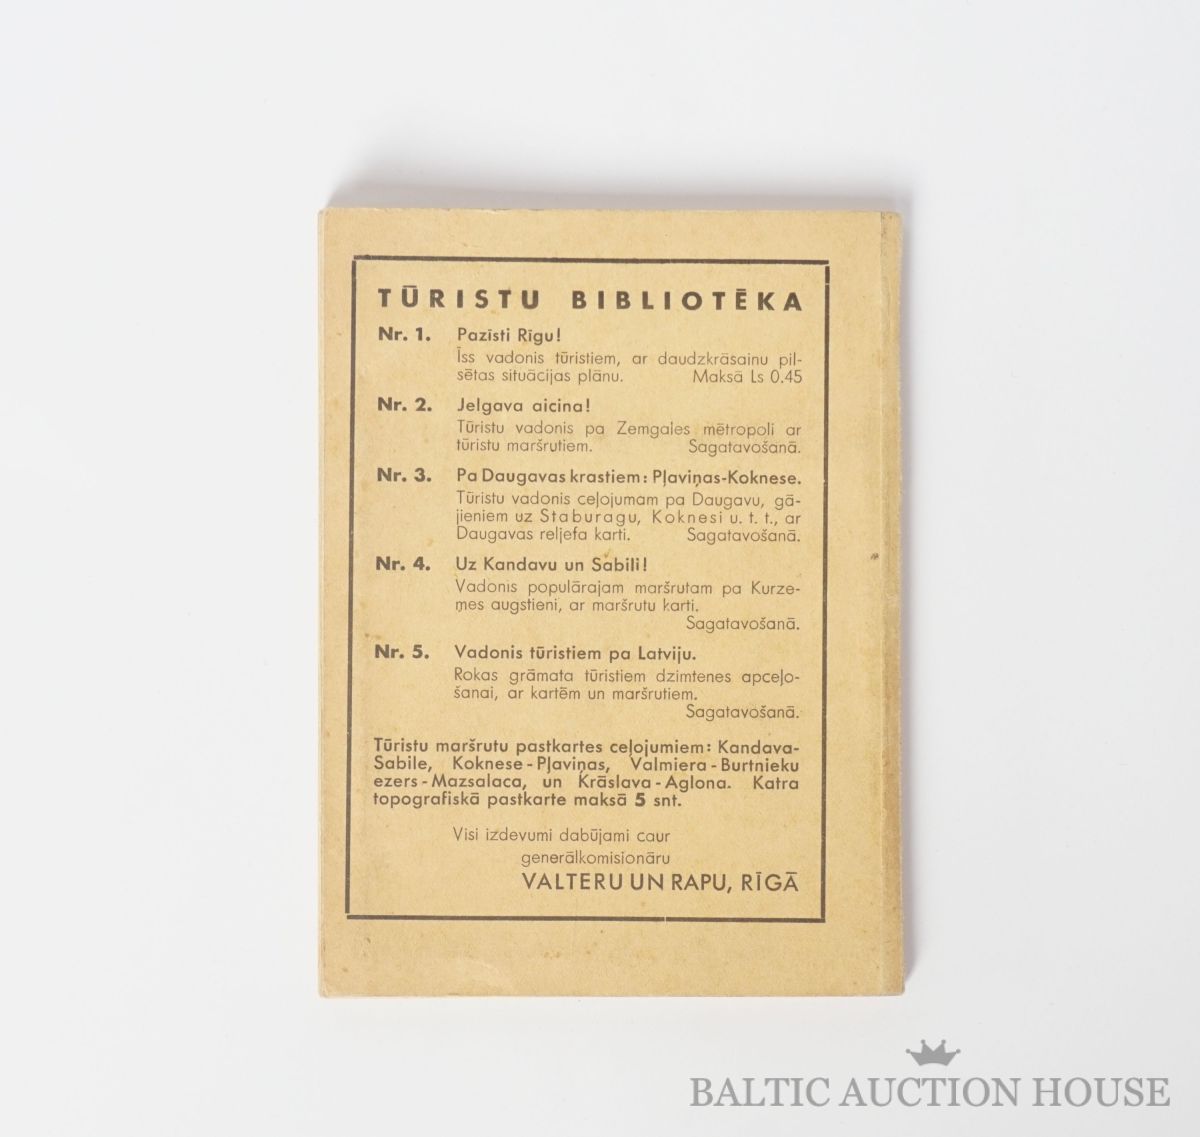 TŪRISTU BIBLIOTĒKA
Nr. 1. Pazīsti Rīgu!
Īss vadonis tūristiem, ar daudzkrāsainu pil-
sētas situācijas plānu. Maksā Ls 0.45
Nr. 2. Jelgava aicina!
Tūristu vadonis pa Zemgales mētropoli ar
tūristu maršrutiem. Sagatavošanā.
Nr. 3. Pa Daugavas krastiem: Pļaviņas-Koknese.
Tūristu vadonis ceļojumam pa Daugavu, gā-
jieniem uz Staburagu, Koknesi u. t. t., ar
Daugavas reljefa karti. Sagatavošanā.
Nr. 4. Uz Kandavu un Sabili!
Vadonis populārajam maršrutam pa Kurze-
mes augstieni, ar maršrutu karti.
Sagatavošanā.
Nr. 5. Vadonis tūristiem pa Latviju.
Rokas grāmata tūristiem dzimtenes apceļo-
šanai, ar kartēm un maršrutiem.
Sagatavošanā.
Tūristu maršrutu pastkartes ceļojumiem: Kandava-
Sabile, Koknese - Pļaviņas, Valmiera - Burtnieku
ezers - Mazsalaca, un Krāslava - Aglona. Katra
topografiskā pastkarte maksā 5 snt.
Visi izdevumi dabūjami caur
generālkomisionāru
VALTERU UN RAPU, RĪGĀ
BALTIC AUCTION HOUSE